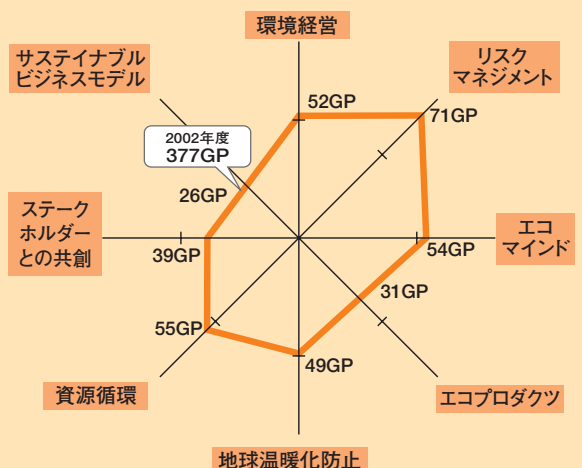 環境経営
サステイナブル
ビジネスモデル
リスク
マネジメント
52GP
71GP
2002年度
377GP
26GP
ステーク
ホルダー
との共創
39GP
エコ
マインド
54GP
31GP
55GP
49GP
資源循環
エコプロダクツ
地球温暖化防止